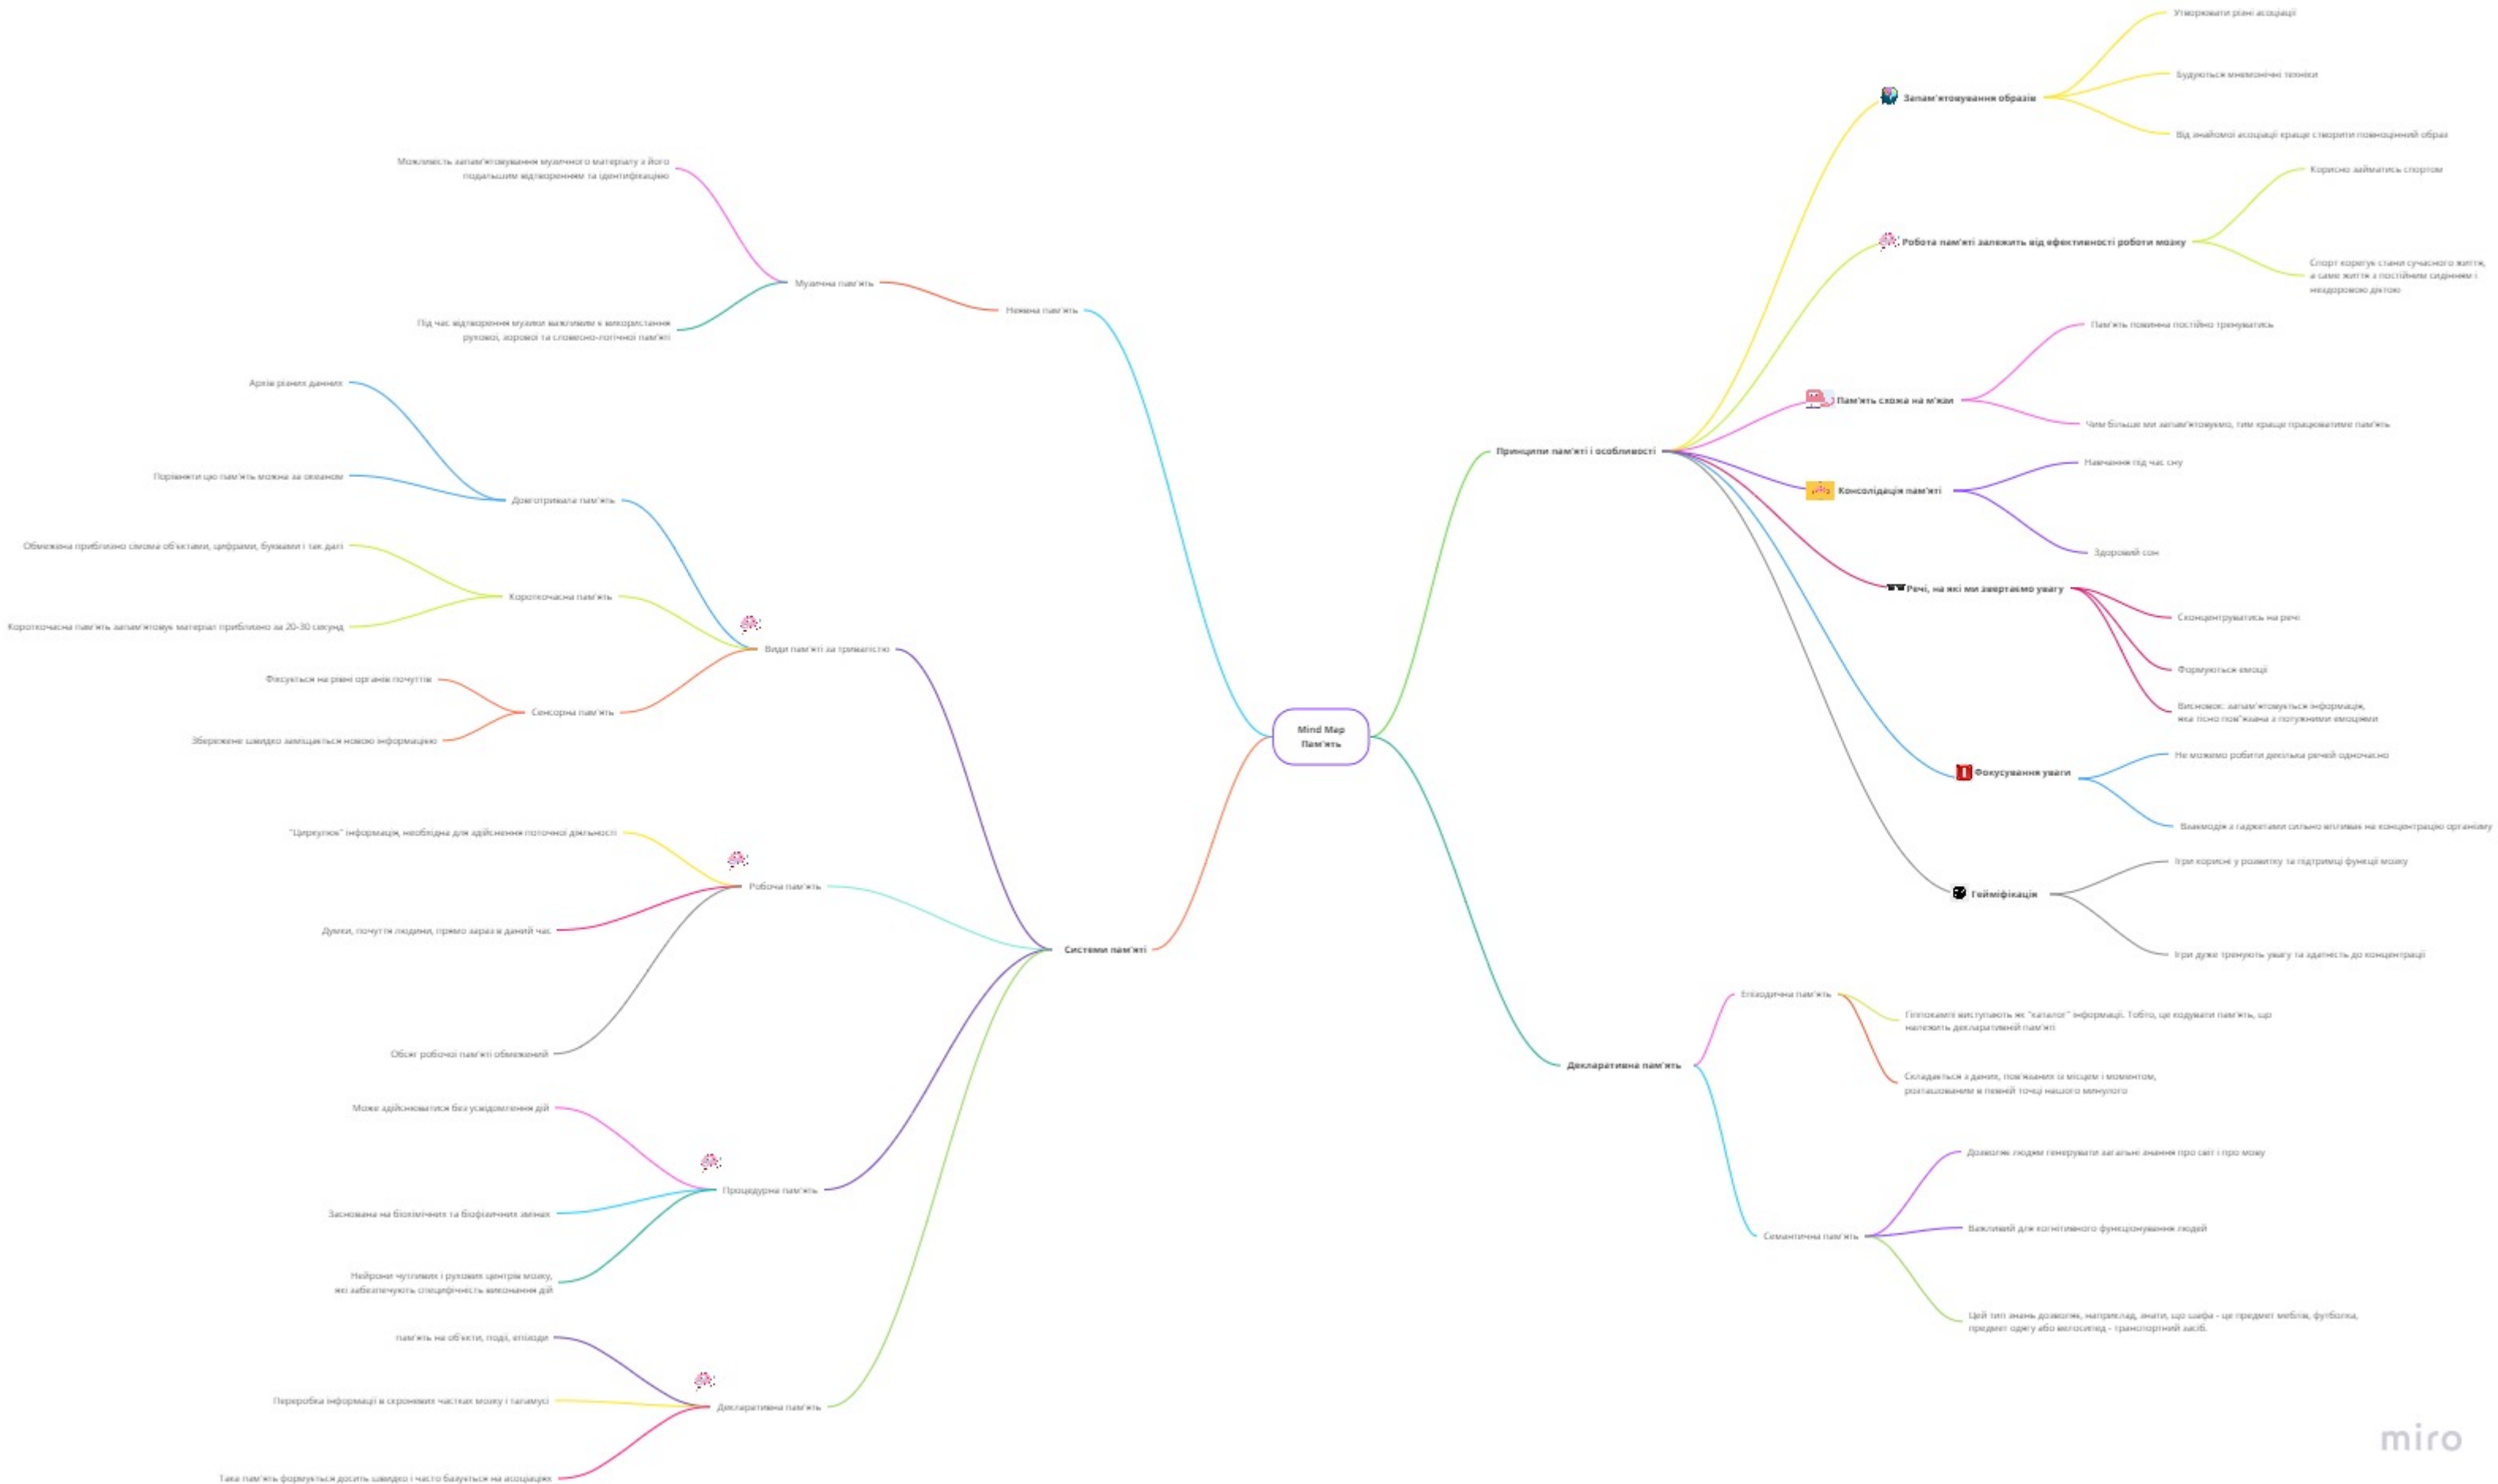 Mind Map
Пам'ять
Неявна пам'ять
Музична пам'ять
Можливість запам'ятовування музичного матеріалу з його
подальшим відтворенням та ідентифікацією
Під час відтворення музики важливим є використання
рухової, зорової та словесно-логічної пам'яті
Системи пам'яті
Види пам'яті за тривалістю
Довготривала пам'ять
Архів різних данних
Порівняти цю пам'ять можна за океаном
Короткочасна пам'ять
Обмежена приблизно сімома об'єктами, цифрами, буквами і так далі
Короткочасна пам'ять запам'ятовує матеріал приблизно за 20-30 секунд
Сенсорна пам'ять
Фіксується на рівні органів почуттів
Збережене швидко заміщається новою інформацією
Робоча пам'ять
"Циркулює" інформація, необхідна для здійснення поточної діяльності
Думки, почуття людини, прямо зараз в даний час
Обсяг робочої пам'яті обмежений
Процедурна пам'ять
Може здійснюватися без усвідомлення дій
Заснована на біохімічних та біофізичних змінах
Нейрони чутливих і рухових центрів мозку,
які забезпечують специфічність виконання дій
Декларативна пам'ять
пам'ять на об'єкти, події, епізоди
Переробка інформації в скроневих частках мозку і таламусі
Така пам'ять формується досить швидко і часто базується на асоціаціях
Принципи пам'яті і особливості
Запам'ятовування образів
Утворювати різні асоціації
Будуються мнемонічні техніки
Від знайомої асоціації краще створити повноцінний образ
Робота пам'яті залежить від ефективності роботи мозку
Корисно займатись спортом
Спорт корегує стани сучасного життя,
а саме життя з постійним сидінням і
нездоровою дієтою
Пам'ять схожа на м'язи
Пам'ять повинна постійно тренуватись
Чим більше ми запам'ятовуємо, тим краще працюватиме пам'ять
Консолідація пам'яті
Навчання під час сну
Здоровий сон
Речі, на які ми звертаємо увагу
Сконцентруватись на речі
Формуються емоції
Висновок: запам'ятовується інформація,
яка тісно пов'язана з потужними емоціями
Фокусування уваги
Не можемо робити декілька речей одночасно
Взаємодія з гаджетами сильно впливає на концентрацію організму
Гейміфікація
Ігри корисні у розвитку та підтримці функції мозку
Ігри дуже тренують увагу та здатність до концентрації
Декларативна пам'ять
Епізодична пам'ять
Гіппокампі виступають як "каталог" інформації. Тобто, це кодувати пам'ять, що
належить декларативній пам'яті
Складається з даних, пов'язаних із місцем і моментом,
розташованим в певній точці нашого минулого
Семантична пам'ять
Дозволяє людям генерувати загальні знання про світ і про мову
Важливий для когнітивного функціонування людей
Цей тип знань дозволяє, наприклад, знати, що шафа - це предмет меблів, футболка,
предмет одягу або велосипед - транспортний засіб.
miro